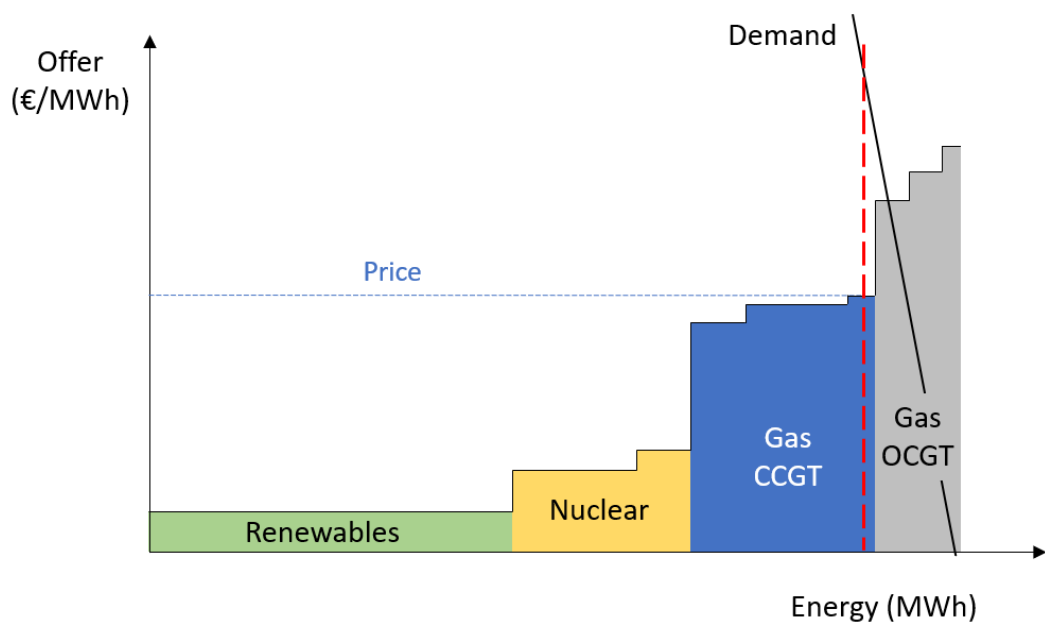 Demand
Offer
(€/MWh)
Price
Gas
CCGT
Gas
OCGT
Nuclear
Renewables
Energy (MWh)